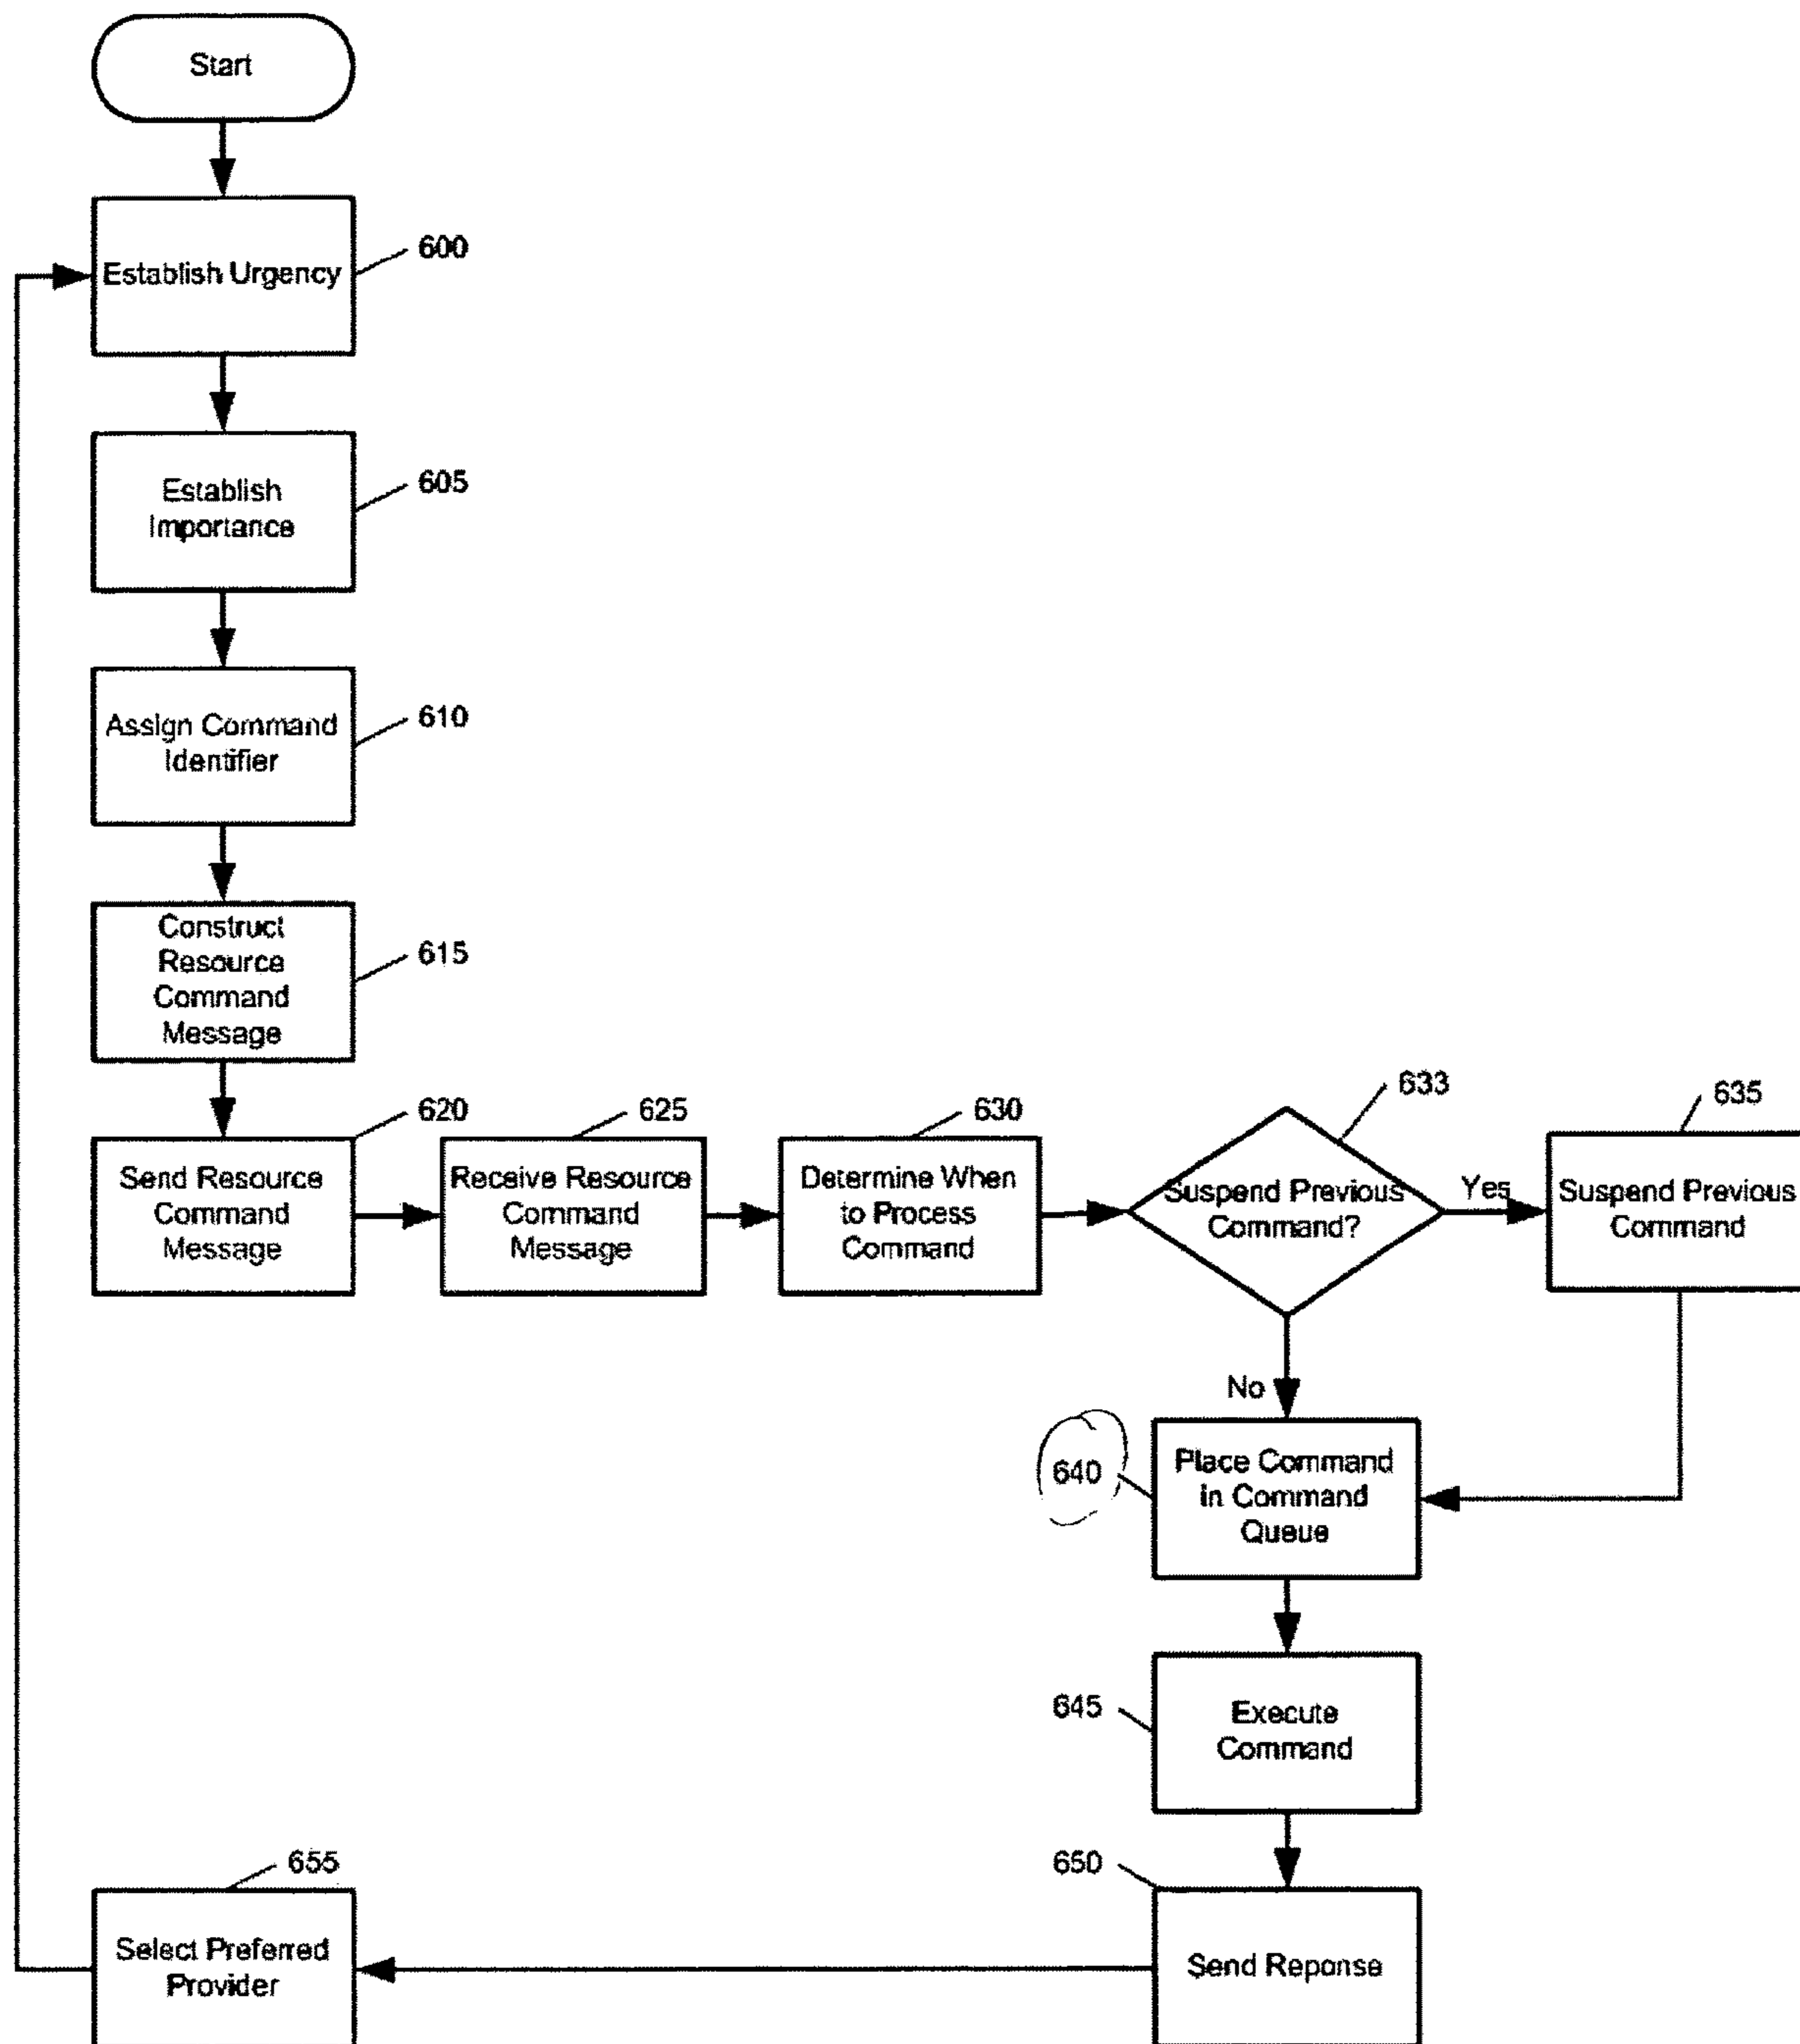 Start
Establish Urgency
600
Establish
Importance
605
Assign Command
Identifier
610
Construct
Resource
Command
Message
615
Send Resource
Command
Message
620
Receive Resource
Command
Message
625
Determine When
to Process
Command
630
Suspend Previous
Command?
633
Yes
Suspend Previous
Command
635
No
Place Command
in Command
Queue
640
Execute
Command
645
Send Reponse
650
Select Preferred
Provider
655